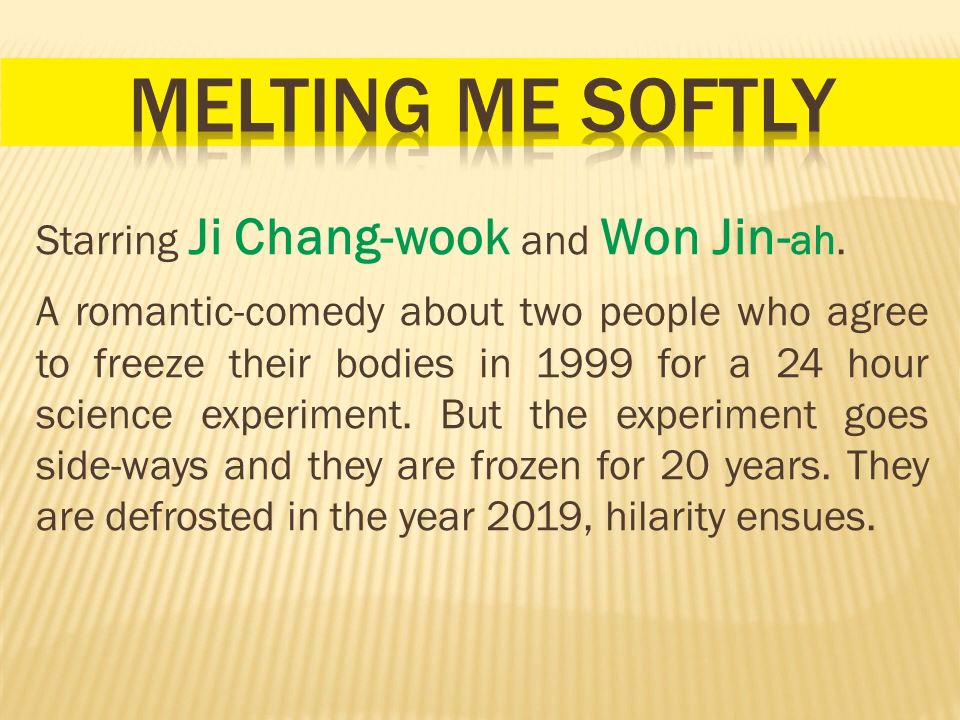 MELTING ME SOFTLY
Starring Ji Chang-wook and Won Jin-ah.
A romantic-comedy about two people who agree
to freeze their bodies in 1999 for a 24 hour
science experiment. But the experiment goes
side-ways and they are frozen for 20 years. They
are defrosted in the year 2019, hilarity ensues.